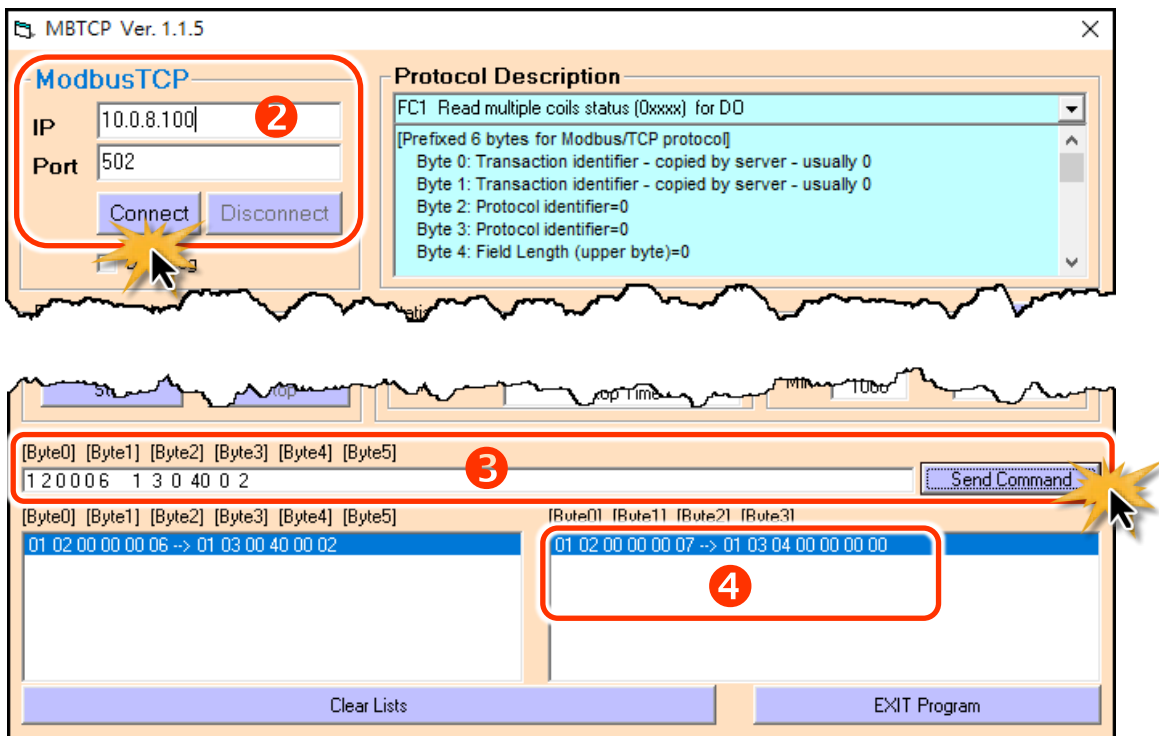 MBTCP Ver. 1.1.5
ModbusTCP
IP 10.0.8.100
2
Port 502
Connect Disconnect
Protocol Description
FC1 Read multiple coils status (0xxxx) for DO
[Prefixed 6 bytes for Modbus/TCP protocol]
Byte 0: Transaction identifier - copied by server - usually 0
Byte 1: Transaction identifier - copied by server - usually 0
Byte 2: Protocol identifier=0
Byte 3: Protocol identifier=0
Byte 4: Field Length (upper byte)=0
[Byte0] [Byte1] [Byte2] [Byte3] [Byte4] [Byte5]
3
1 2 0 0 0 6 1 3 0 40 0 2
Send Command
[Byte0] [Byte1] [Byte2] [Byte3] [Byte4] [Byte5]
01 02 00 00 00 06 --> 01 03 00 40 00 02
[Byte0] [Byte1] [Byte2] [Byte3]
01 02 00 00 00 07 --> 01 03 04 00 00 00 00
4
Clear Lists
EXIT Program